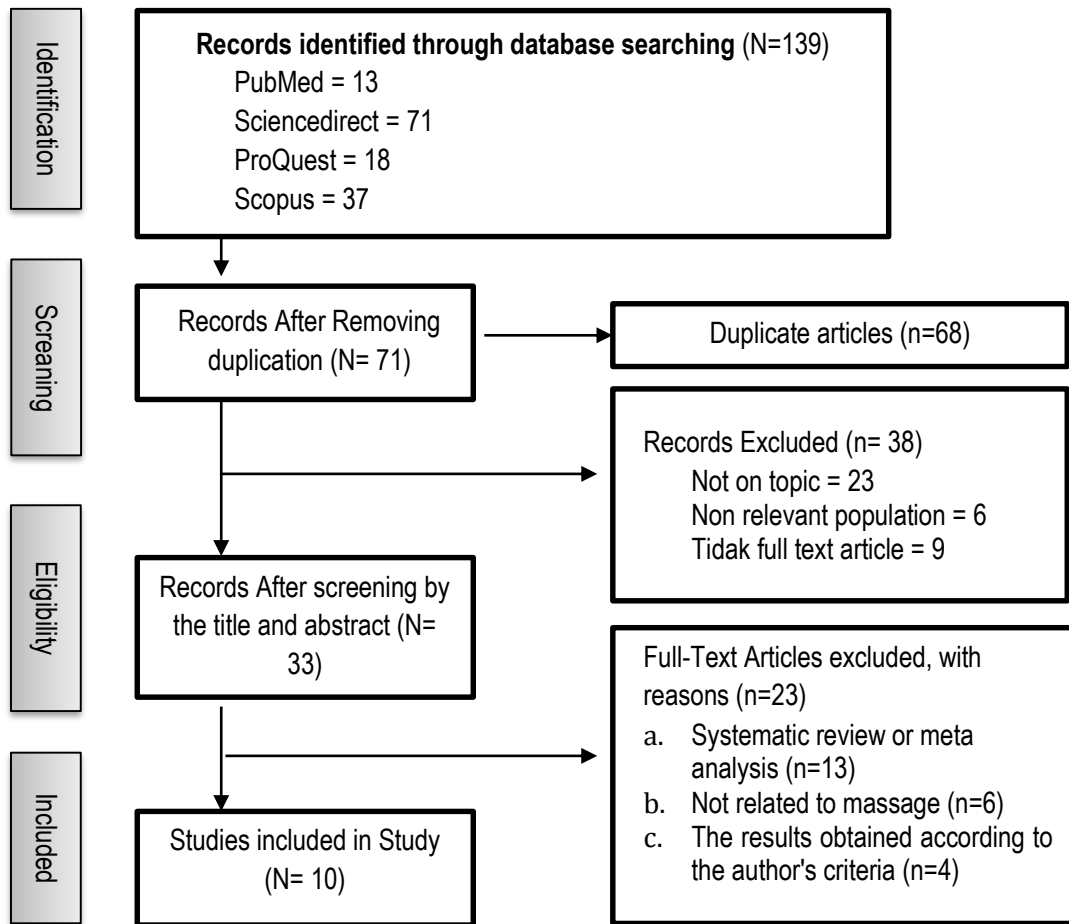 Identification
Records identified through database searching (N=139)
PubMed = 13
Sciencedirect = 71
ProQuest = 18
Scopus = 37
Screaning
Records After Removing
duplication (N= 71)
Duplicate articles (n=68)
Records Excluded (n= 38)
Not on topic = 23
Non relevant population = 6
Tidak full text article = 9
Eligibility
Records After screening by
the title and abstract (N=
33)
Full-Text Articles excluded, with
reasons (n=23)
a. Systematic review or meta
analysis (n=13)
b. Not related to massage (n=6)
c. The results obtained according to
the author's criteria (n=4)
Included
Studies included in Study
(N= 10)